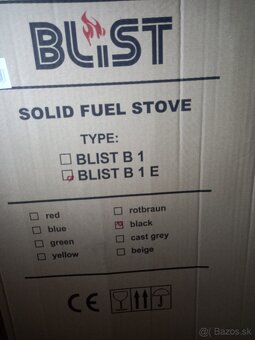 BLIST
SOLID FUEL STOVE
TYPE:
BLIST B 1
BLIST B 1 E
red
rotbraun
blue
black
green
cast grey
yellow
beige
CE
Bazos.sk